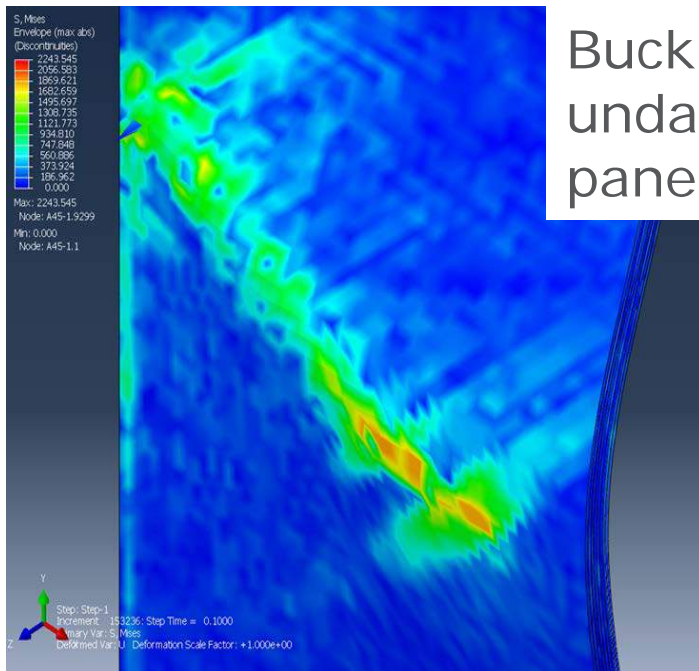 S, Mises
Envelope (max abs)
(Discontinuities)
2243.545
2056.583
1869.621
1682.659
1495.697
1308.735
1121.773
934.810
747.848
560.886
373.924
186.962
0.000
Max: 2243.545
Node: A45-1.9299
Min: 0.000
Node: A45-1.1
Buck
unda
pane
Y
Z
Step: Step-1
Increment 153236: Step Time = 0.1000
mary Var: S, Mises
Deformed Var: U Deformation Scale Factor: +1.000e+00